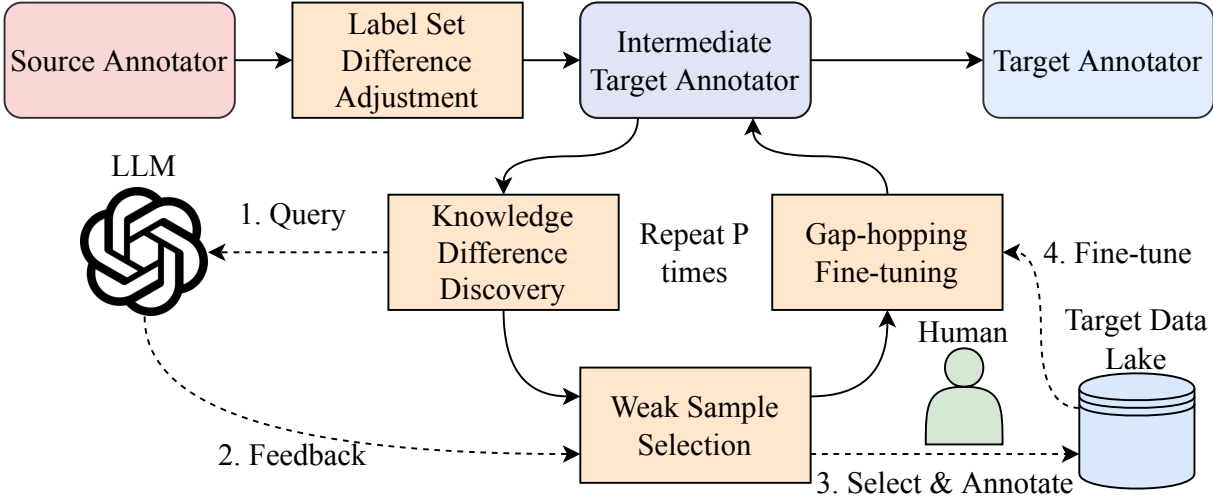 Source Annotator
Label Set
Difference
Adjustment
Intermediate
Target Annotator
Target Annotator
LLM
1. Query
Knowledge
Difference
Discovery
Repeat P
times
Gap-hopping
Fine-tuning
4. Fine-tune
Human
Target Data
Lake
Weak Sample
Selection
2. Feedback
3. Select & Annotate